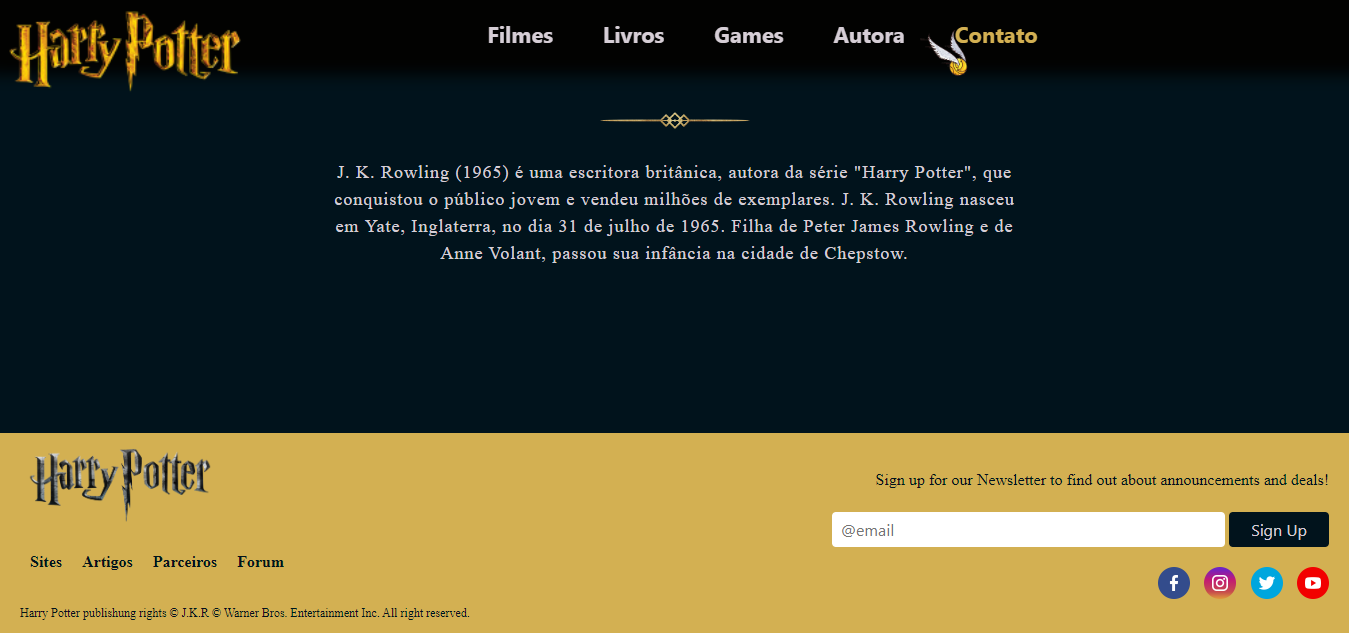 Harry Potter
Filmes Livros Games Autora Contato
J. K. Rowling (1965) é uma escritora britânica, autora da série "Harry Potter", que
conquistou o público jovem e vendeu milhões de exemplares. J. K. Rowling nasceu
em Yate, Inglaterra, no dia 31 de julho de 1965. Filha de Peter James Rowling e de
Anne Volant, passou sua infância na cidade de Chepstow.
Harry Potter
Sign up for our Newsletter to find out about announcements and deals!
@email Sign Up
Sites Artigos Parceiros Forum
Harry Potter publishung rights © J.K.R © Warner Bros. Entertainment Inc. All right reserved.